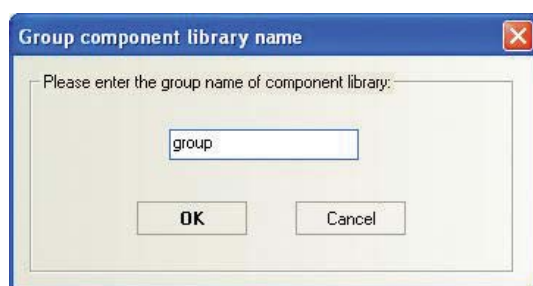 Group component library name
Please enter the group name of component library:
group
OK
Cancel